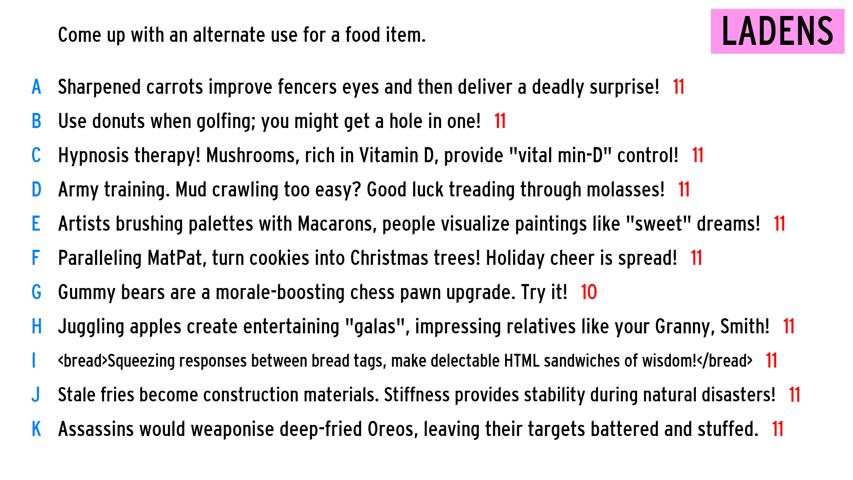 Come up with an alternate use for a food item.
LADENS
A Sharpened carrots improve fencers eyes and then deliver a deadly surprise! 11
B Use donuts when golfing; you might get a hole in one! 11
C Hypnosis therapy! Mushrooms, rich in Vitamin D, provide "vital min-D" control! 11
D Army training. Mud crawling too easy? Good luck treading through molasses! 11
E Artists brushing palettes with Macarons, people visualize paintings like "sweet" dreams! 11
F Paralleling MatPat, turn cookies into Christmas trees! Holiday cheer is spread! 11
G Gummy bears are a morale-boosting chess pawn upgrade. Try it! 10
H Juggling apples create entertaining "galas", impressing relatives like your Granny, Smith! 11
I <bread>Squeezing responses between bread tags, make delectable HTML sandwiches of wisdom!</bread> 11
J Stale fries become construction materials. Stiffness provides stability during natural disasters! 11
K Assassins would weaponise deep-fried Oreos, leaving their targets battered and stuffed. 11